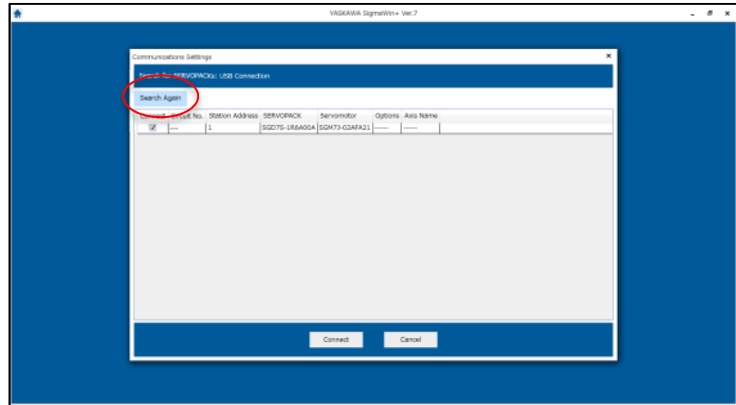 YASKAWA SigmaWin+ Ver.7
Communications Settings
Search for SERVOPACKs: USB Connection
Search Again
Connect Circuit No. Station Address SERVOPACK Servomotor Options Axis Name
---- 1 SGD7S-1R6A00A SGM7J-02AFA21 ------ ------
Connect Cancel